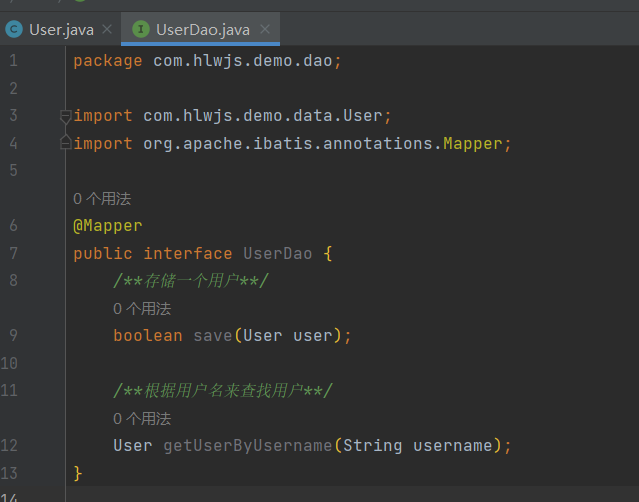 User.java
UserDao.java
1 package com.hlwjs.demo.dao;
2
3 import com.hlwjs.demo.data.User;
4 import org.apache.ibatis.annotations.Mapper;
5
0 个用法
6 @Mapper
7 public interface UserDao {
8 /**存储一个用户**/
0 个用法
9 boolean save(User user);
10
11 /**根据用户名来查找用户**/
0 个用法
12 User getUserByUsername(String username);
13 }
14